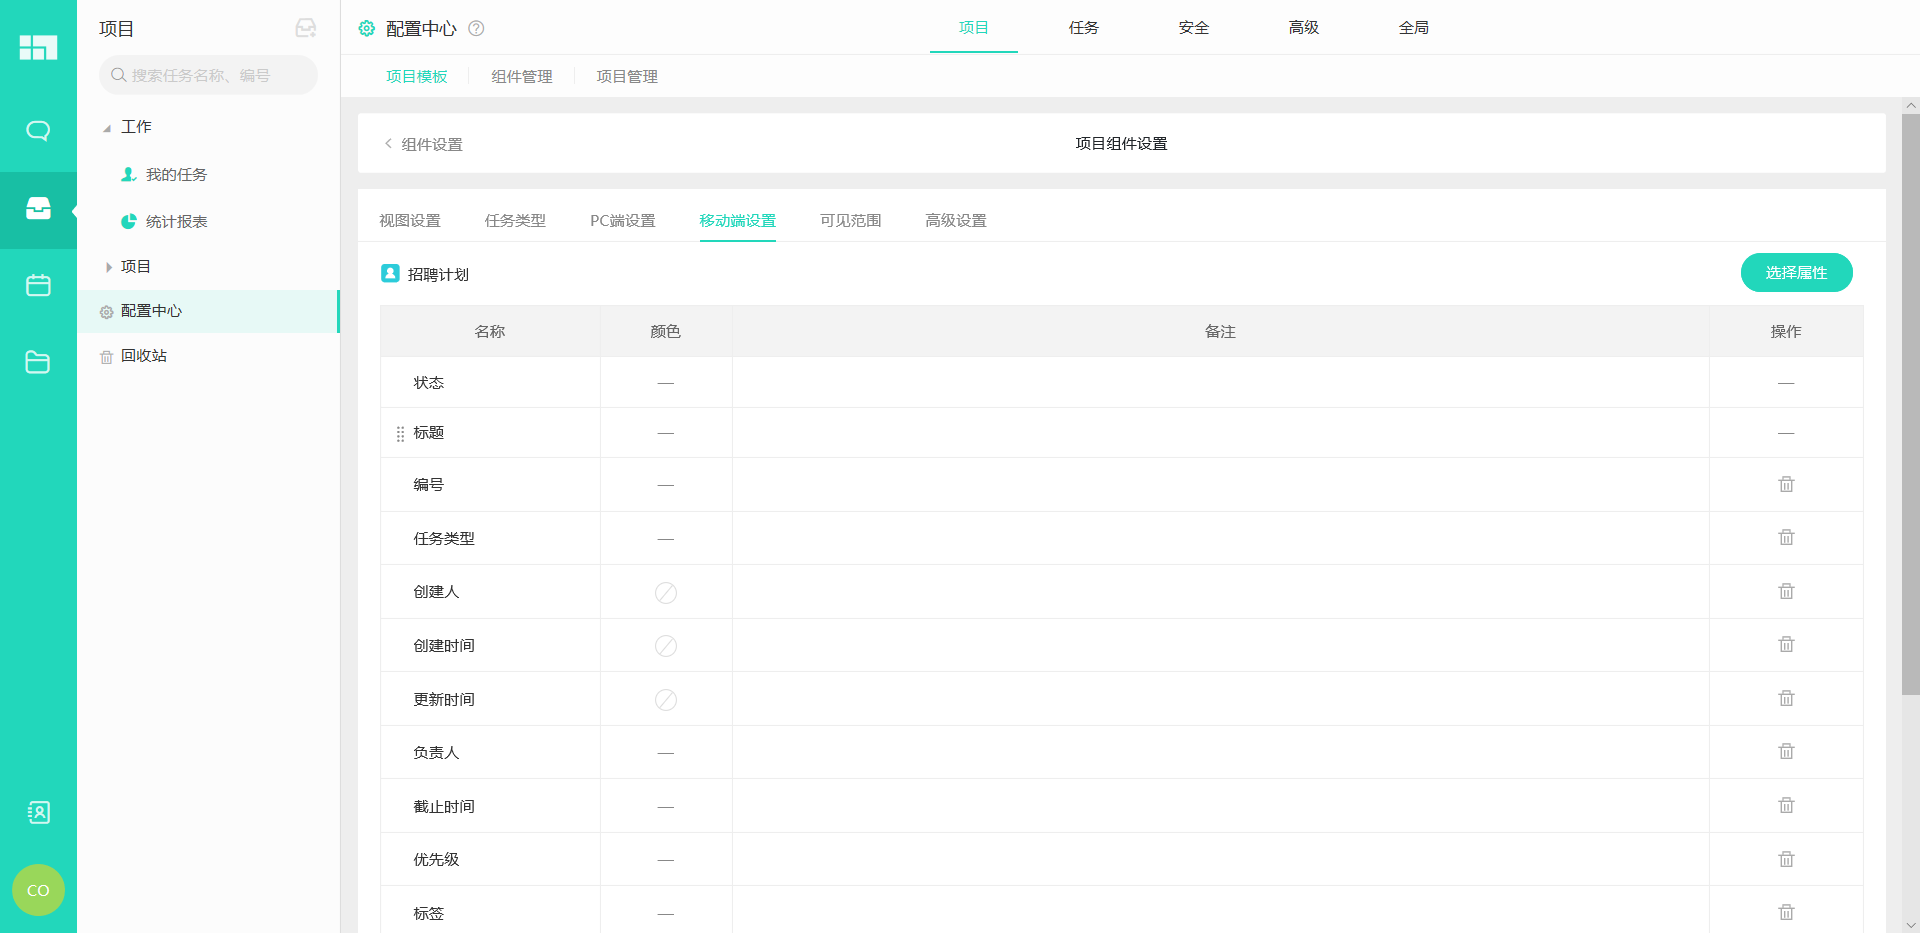 项目
搜索任务名称、编号
工作
我的任务
统计报表
项目
配置中心
回收站
CO
配置中心
项目 任务 安全 高级 全局
项目模板 组件管理 项目管理
组件设置
项目组件设置
视图设置 任务类型 PC端设置 移动端设置 可见范围 高级设置
招聘计划
选择属性
名称 颜色 备注 操作
状态 — —
标题 — —
编号 —
任务类型 —
创建人
创建时间
更新时间
负责人 —
截止时间 —
优先级 —
标签 —